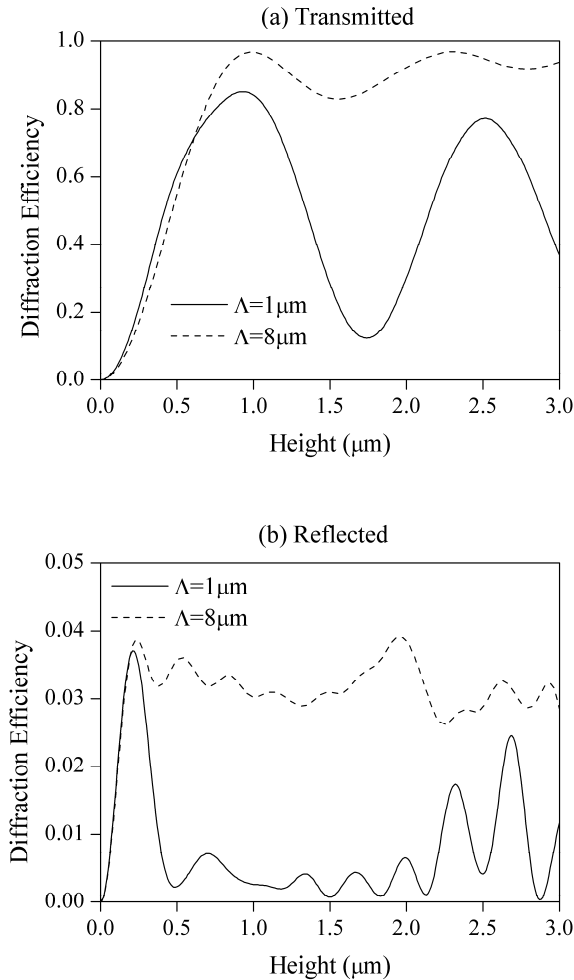 (a) Transmitted
1.0
0.8
0.6
0.4
0.2
0.0
Diffraction Efficiency
Λ=1μm
Λ=8μm
0.0 0.5 1.0 1.5 2.0 2.5 3.0
Height (μm)
(b) Reflected
0.05
0.04
0.03
0.02
0.01
0.00
Diffraction Efficiency
Λ=1μm
Λ=8μm
0.0 0.5 1.0 1.5 2.0 2.5 3.0
Height (μm)